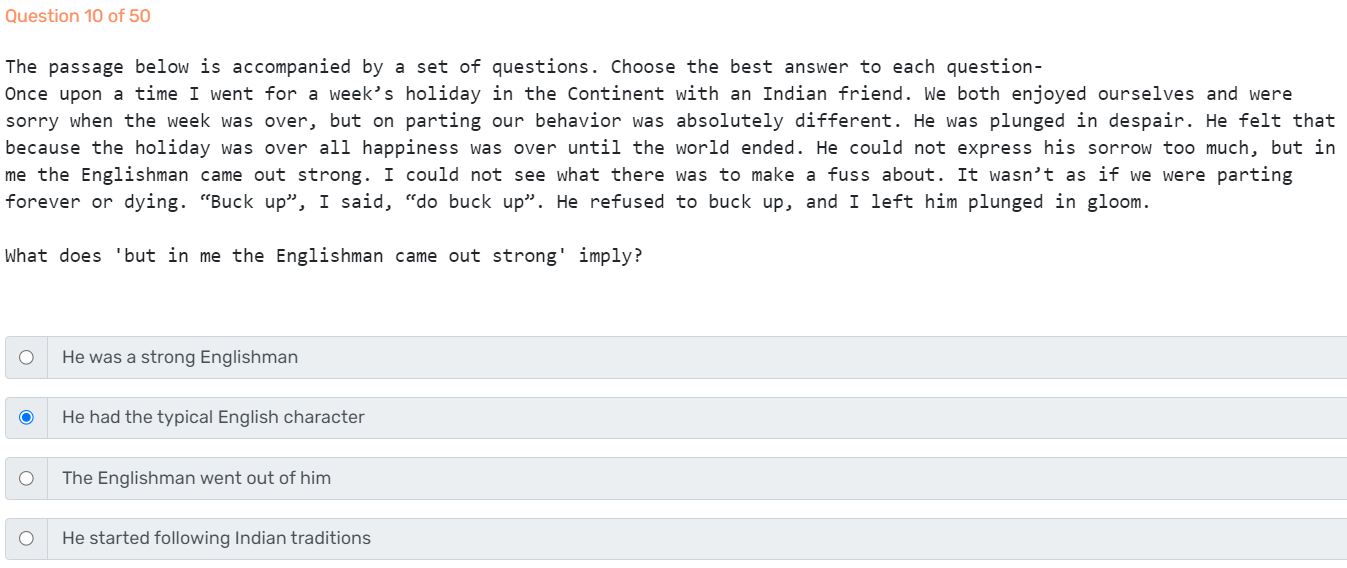 Question 10 of 50
The passage below is accompanied by a set of questions. Choose the best answer to each question-
Once upon a time I went for a week’s holiday in the Continent with an Indian friend. We both enjoyed ourselves and were
sorry when the week was over, but on parting our behavior was absolutely different. He was plunged in despair. He felt that
because the holiday was over all happiness was over until the world ended. He could not express his sorrow too much, but in
me the Englishman came out strong. I could not see what there was to make a fuss about. It wasn’t as if we were parting
forever or dying. “Buck up”, I said, “do buck up”. He refused to buck up, and I left him plunged in gloom.
What does 'but in me the Englishman came out strong' imply?
He was a strong Englishman
He had the typical English character
The Englishman went out of him
He started following Indian traditions